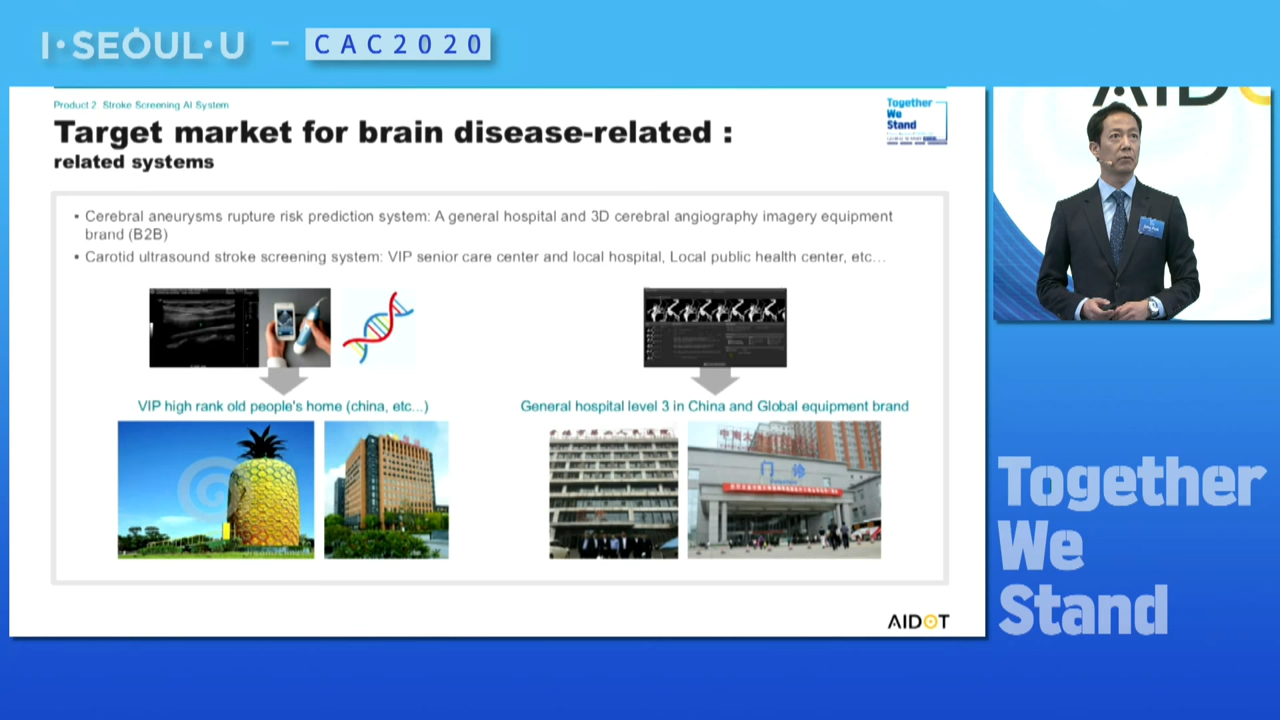 I·SEOUL·U – CAC2020
Product 2 Stroke Screening AI System
Target market for brain disease-related :
related systems
Together
We
Stand
• Cerebral aneurysms rupture risk prediction system: A general hospital and 3D cerebral angiography imagery equipment
brand (B2B)
• Carotid ultrasound stroke screening system: VIP senior care center and local hospital, Local public health center, etc…
VIP high rank old people's home (china, etc...)
General hospital level 3 in China and Global equipment brand
门 诊
AIDOT
AIDO
Together
We
Stand